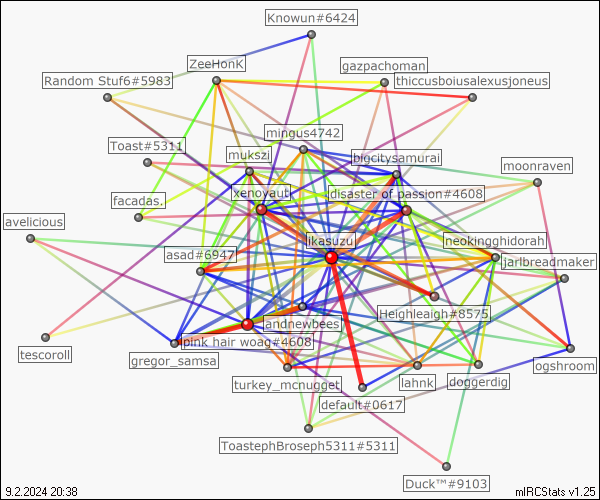 Knowun#6424
ZeeHonK
gazpachoman
Random Stuf6#5983
thiccusboiusalexusjoneus
mingus4742
Toast#5311
mukszi
bigcitysamurai
moonraven
xenoyaut
disaster of passion#4608
facadas.
avelicious
ikasuzu
neokingghidorah
asad#6947
jarlbreadmaker
Heighleaigh#8575
andnewbees
pink hair woag#4608
gregor_samsa
tescoroll
ogshroom
turkey_mcnugget
lahnk
doggerdig
default#0617
ToastephBroseph5311#5311
Duck™#9103
9.2.2024 20:38
mIRCStats v1.25